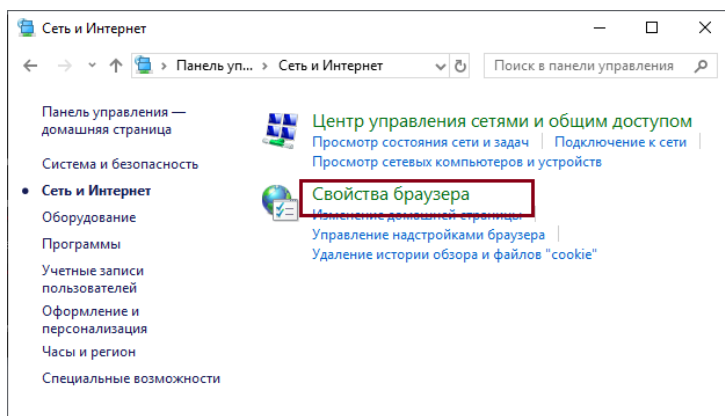 Сеть и Интернет
Панель уп... › Сеть и Интернет
Поиск в панели управления
Панель управления —
домашняя страница
Система и безопасность
Сеть и Интернет
Оборудование
Программы
Учетные записи
пользователей
Оформление и
персонализация
Часы и регион
Специальные возможности
Центр управления сетями и общим доступом
Просмотр состояния сети и задач
Подключение к сети
Просмотр сетевых компьютеров и устройств
Свойства браузера
Изменение домашней страницы
Управление надстройками браузера
Удаление истории обзора и файлов "cookie"